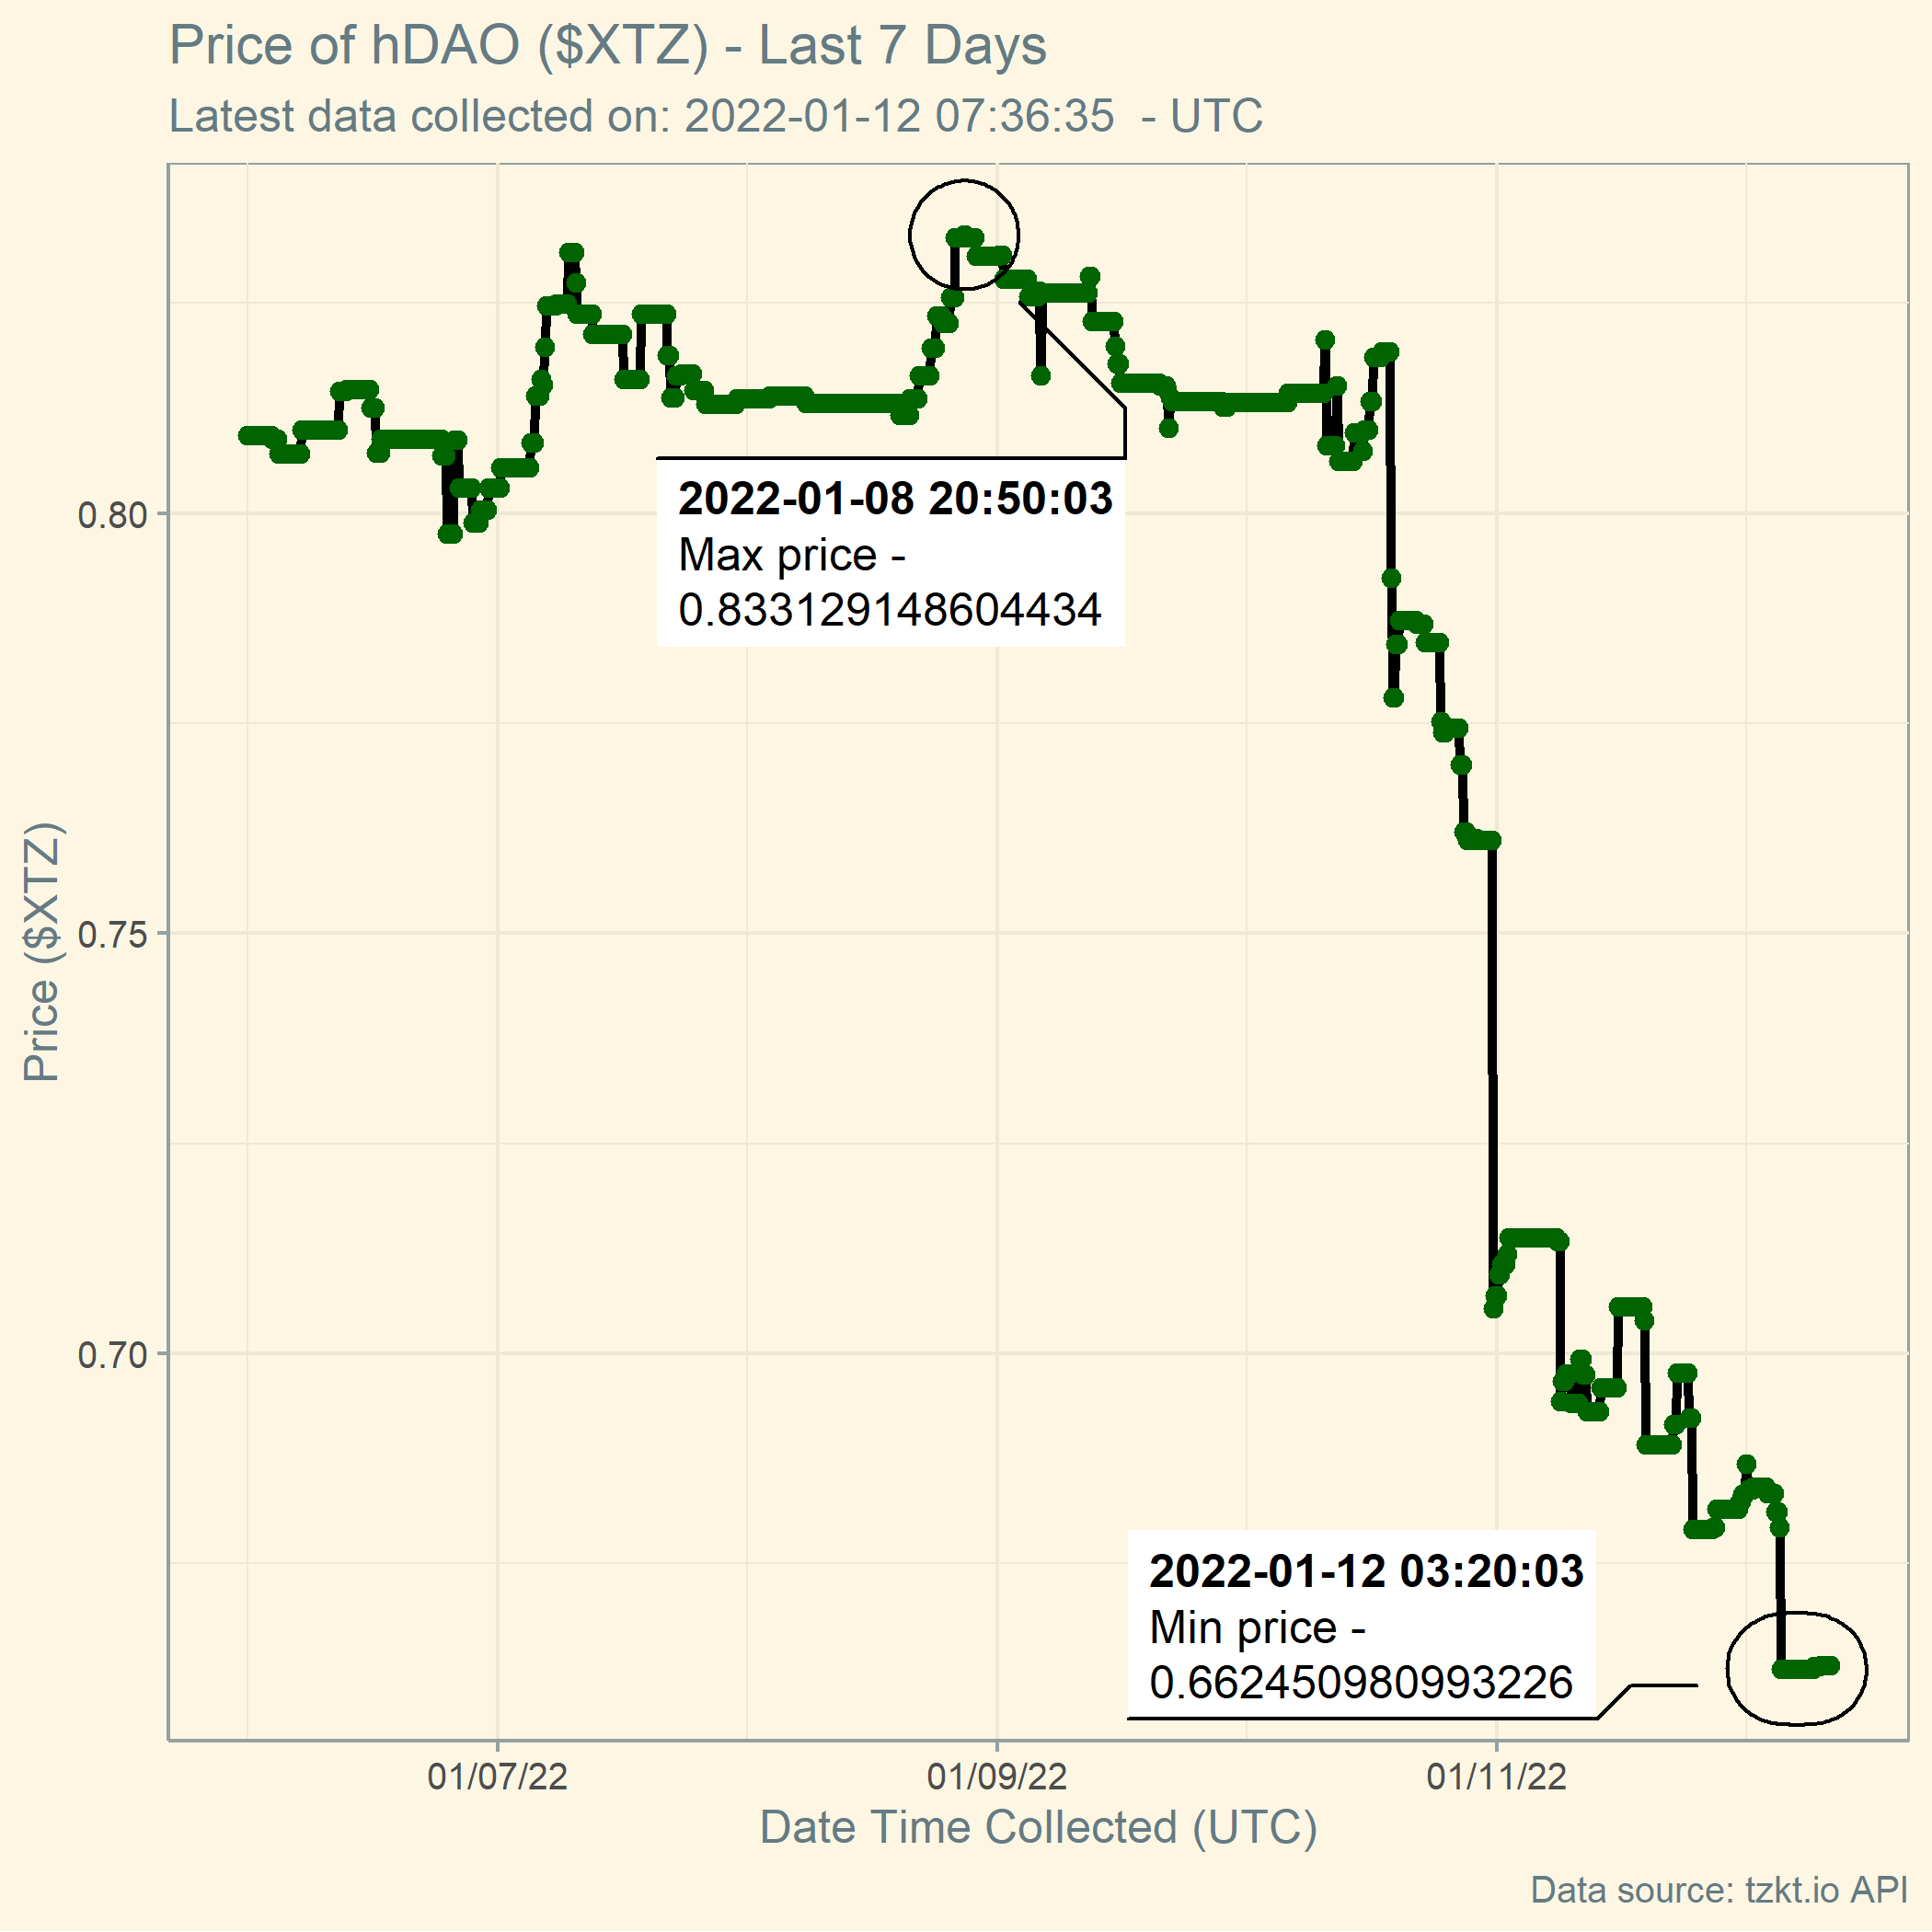 Price of hDAO ($XTZ) - Last 7 Days
Latest data collected on: 2022-01-12 07:36:35  - UTC
2022-01-08 20:50:03
Max price -
0.833129148604434
0.80
0.75
0.70
Price ($XTZ)
2022-01-12 03:20:03
Min price -
0.662450980993226
01/07/22
01/09/22
01/11/22
Date Time Collected (UTC)
Data source: tzkt.io API